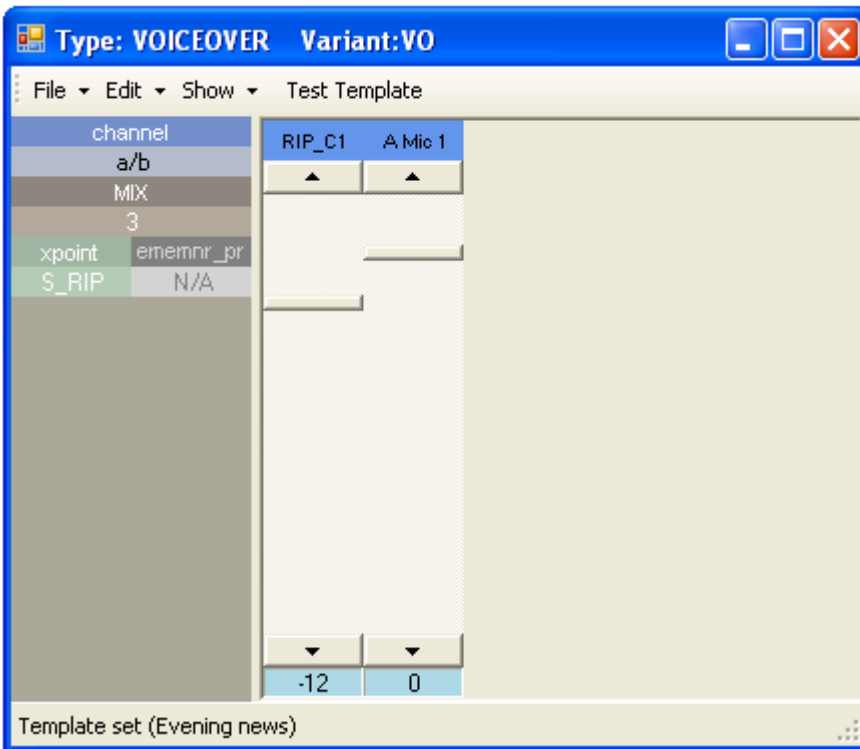 Type: VOICEOVER Variant:VO
File Edit Show Test Template
channel
a/b
MIX
3
xpoint ememnr_pr
S_RIP N/A
RIP_C1 A Mic 1
-12 0
Template set (Evening news)